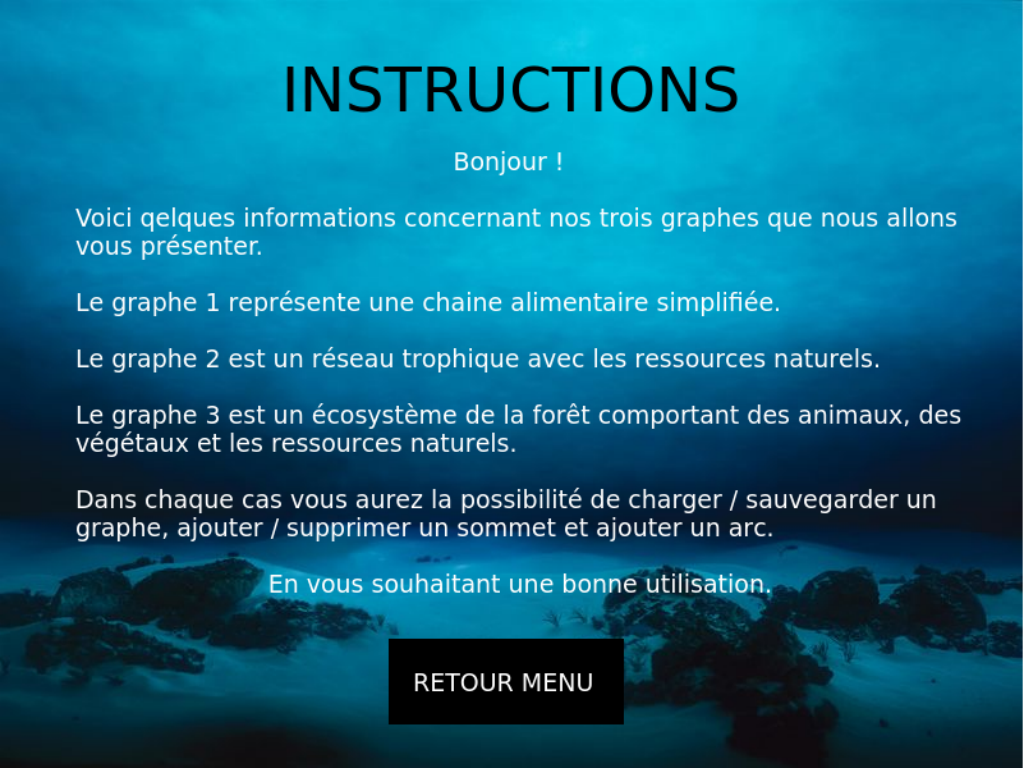 INSTRUCTIONS
Bonjour !
Voici qelques informations concernant nos trois graphes que nous allons
vous présenter.
Le graphe 1 représente une chaine alimentaire simplifiée.
Le graphe 2 est un réseau trophique avec les ressources naturels.
Le graphe 3 est un écosystème de la forêt comportant des animaux, des
végétaux et les ressources naturels.
Dans chaque cas vous aurez la possibilité de charger / sauvegarder un
graphe, ajouter / supprimer un sommet et ajouter un arc.
En vous souhaitant une bonne utilisation.
RETOUR MENU